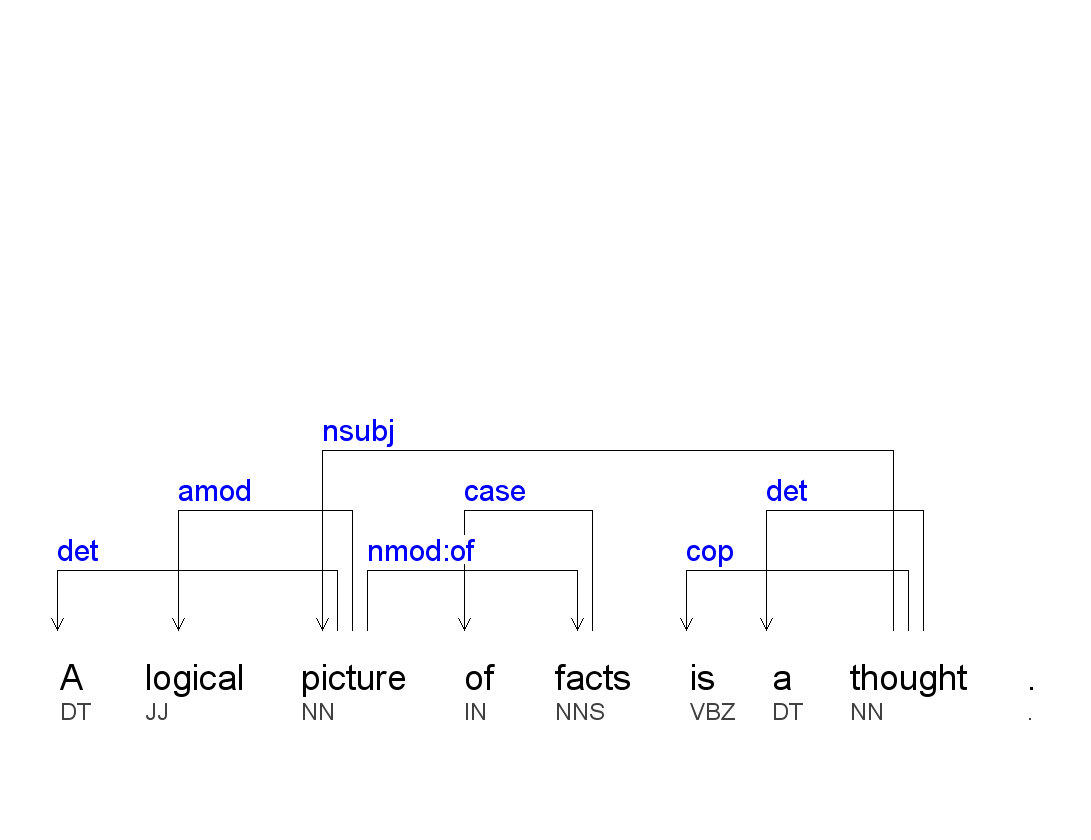 nsubj
amod case det
det nmod:of cop
A logical picture of facts is a thought .
DT JJ NN IN NNS VBZ DT NN .